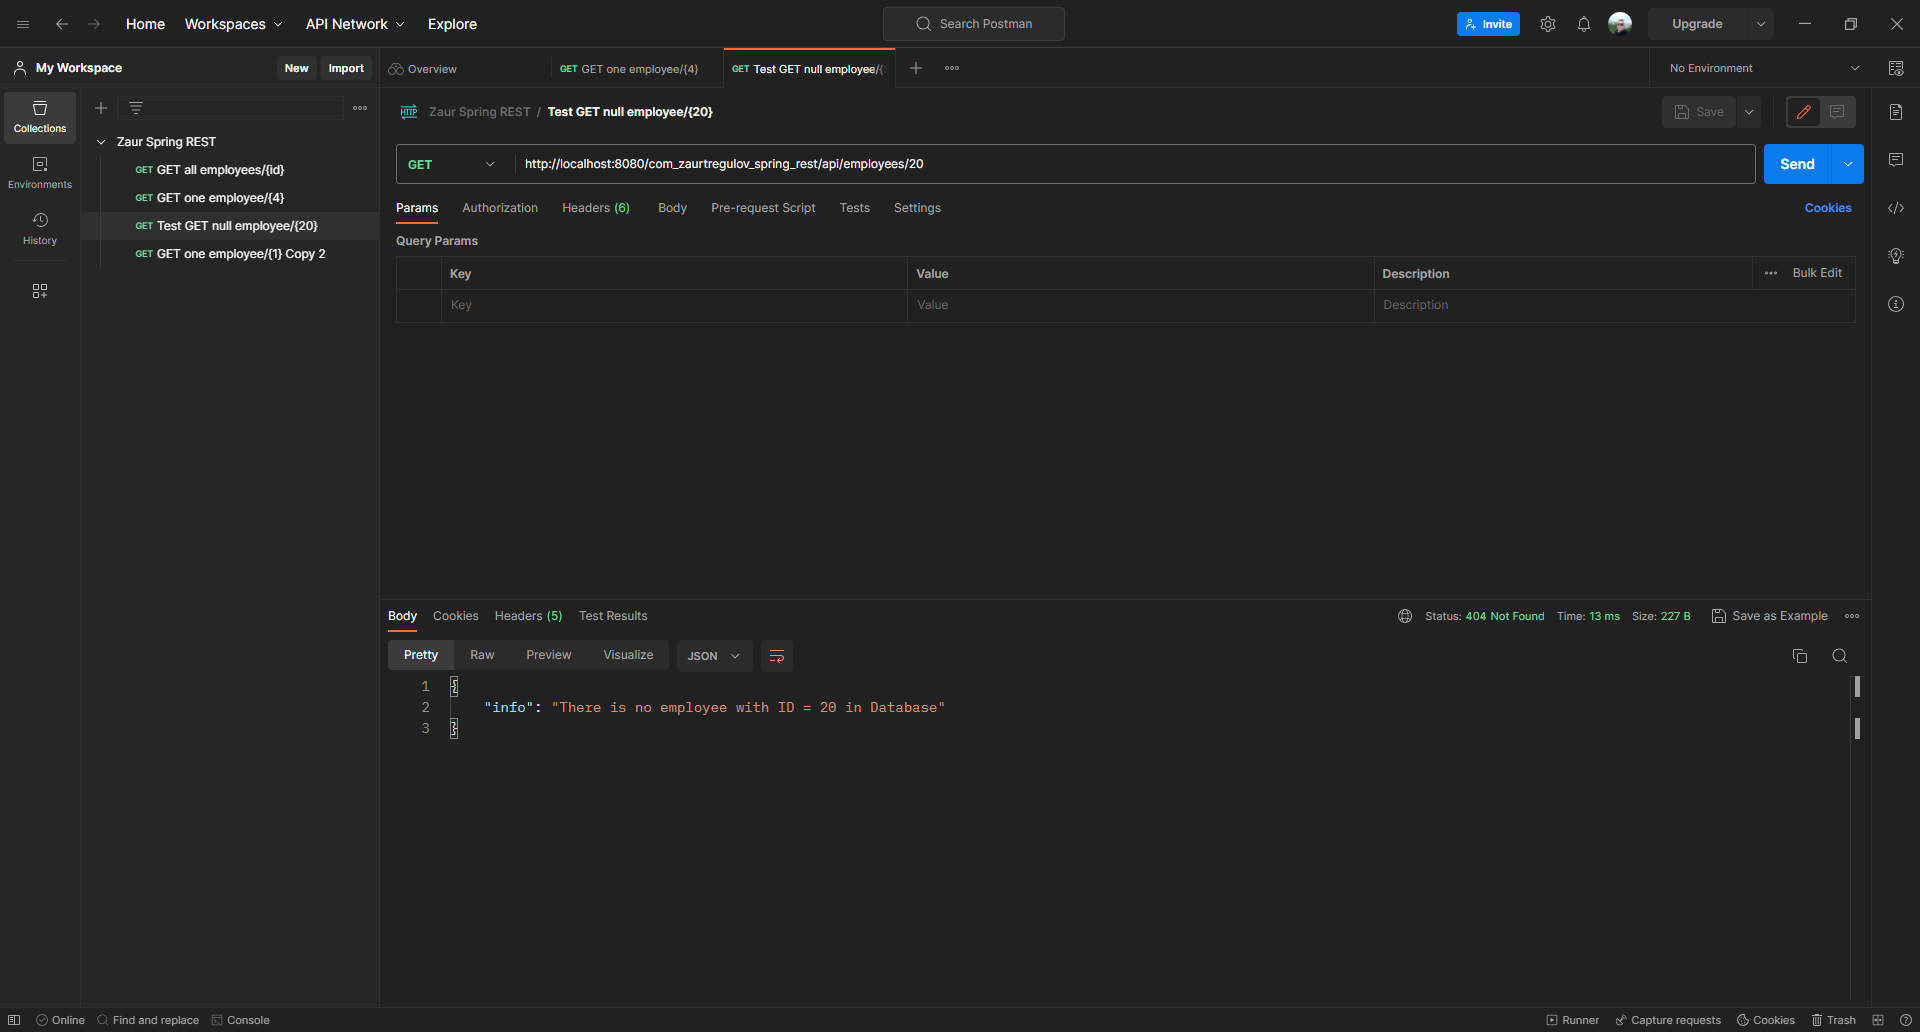 Home Workspaces API Network Explore Search Postman Invite Upgrade
My Workspace New Import Overview GET GET one employee/{4} GET Test GET null employee/{ No Environment
Collections
Environments
History
Zaur Spring REST
GET GET all employees/{id}
GET GET one employee/{4}
GET Test GET null employee/{20}
GET GET one employee/{1} Copy 2
HTTP Zaur Spring REST / Test GET null employee/{20} Save
GET http://localhost:8080/com_zaurtregulov_spring_rest/api/employees/20 Send
Params Authorization Headers (6) Body Pre-request Script Tests Settings Cookies
Query Params
Key Value Description Bulk Edit
Key Value Description
Body Cookies Headers (5) Test Results Status: 404 Not Found Time: 13 ms Size: 227 B Save as Example
Pretty Raw Preview Visualize JSON
1 {
2 "info": "There is no employee with ID = 20 in Database"
3 }
Online Find and replace Console Runner Capture requests Cookies Trash